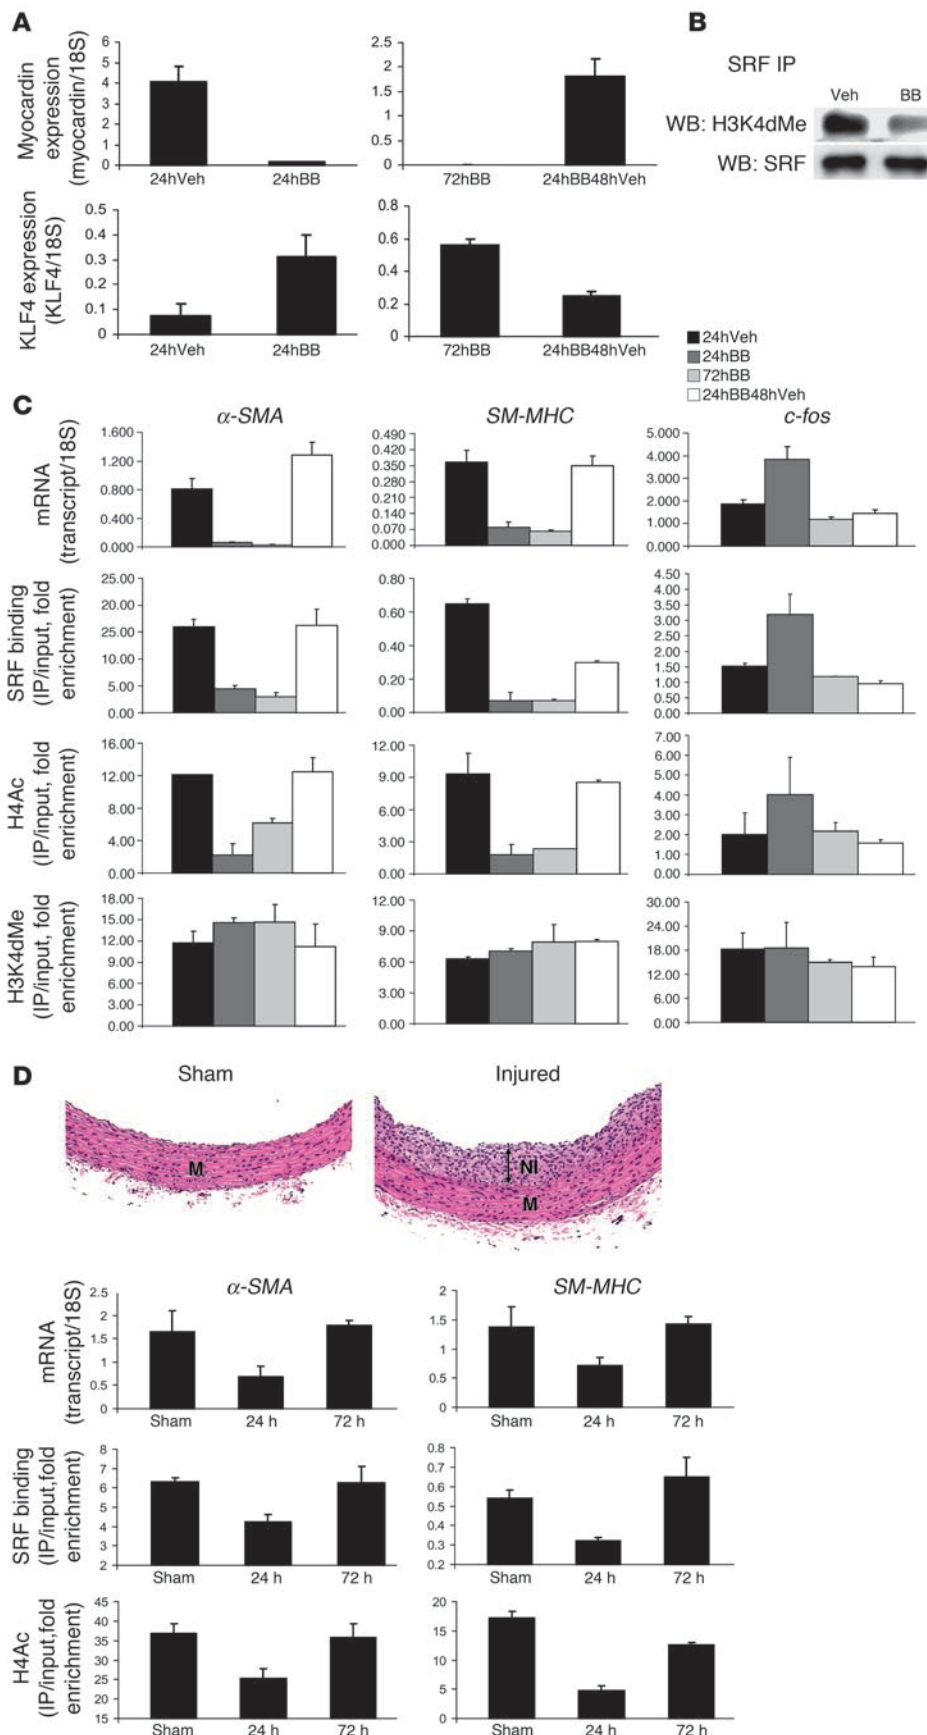 A
Myocardin
expression
(myocardin/18S)
6
5
4
3
2
1
0
24hVeh 24hBB
2.5
2
1.5
1
0.5
0
72hBB 24hBB48hVeh
KLF4 expression
(KLF4/18S)
0.5
0.4
0.3
0.2
0.1
0
24hVeh 24hBB
0.8
0.6
0.4
0.2
0
72hBB 24hBB48hVeh
B
SRF IP
Veh BB
WB: H3K4dMe
WB: SRF
24hVeh
24hBB
72hBB
24hBB48hVeh
C
α-SMA SM-MHC c-fos
mRNA
(transcript/18S)
1.600
1.200
0.800
0.400
0.000
0.490
0.420
0.350
0.280
0.210
0.140
0.070
0.000
5.000
4.000
3.000
2.000
1.000
0.000
SRF binding
(IP/input, fold
enrichment)
25.00
25.00
15.00
5.00
0.00
0.80
0.60
0.40
0.20
0.00
4.50
3.50
3.00
2.50
2.00
1.50
1.00
0.50
0.00
H4Ac
(IP/input, fold
enrichment)
16.00
12.00
8.00
4.00
0.00
12.00
9.00
6.00
3.00
0.00
7.00
6.00
5.00
4.00
3.00
2.00
1.00
0.00
H3K4dMe
(IP/input, fold
enrichment)
18.00
15.00
12.00
9.00
6.00
3.00
0.00
12.00
9.00
6.00
3.00
0.00
30.00
24.00
18.00
12.00
6.00
0.00
D
Sham Injured
M
NI
M
α-SMA SM-MHC
mRNA
(transcript/18S)
2.5
2
1.5
1
0.5
0
Sham 24 h 72 h
2
1.5
1
0.5
0
Sham 24 h 72 h
SRF binding
(IP/input,fold
enrichment)
8
7
6
5
4
3
2
Sham 24 h 72 h
0.8
0.7
0.6
0.5
0.4
0.3
0.2
Sham 24 h 72 h
H4Ac
(IP/input,fold
enrichment)
45
40
35
30
25
20
15
Sham 24 h 72 h
20
15
10
5
0
Sham 24 h 72 h